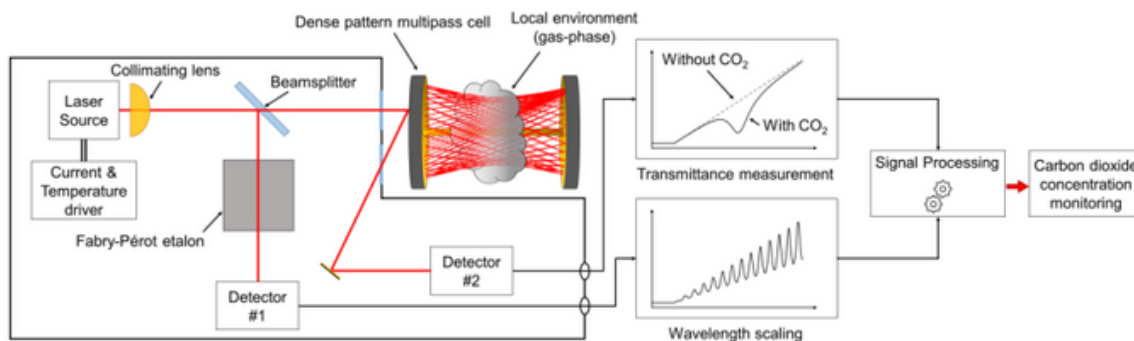 Dense pattern multipass cell
Local environment
(gas-phase)
Collimating lens
Beamsplitter
Laser
Source
Current &
Temperature
driver
Fabry-Pérot etalon
Detector
#1
Detector
#2
Without CO₂
With CO₂
Transmittance measurement
Wavelength scaling
Signal Processing
Carbon dioxide
concentration
monitoring